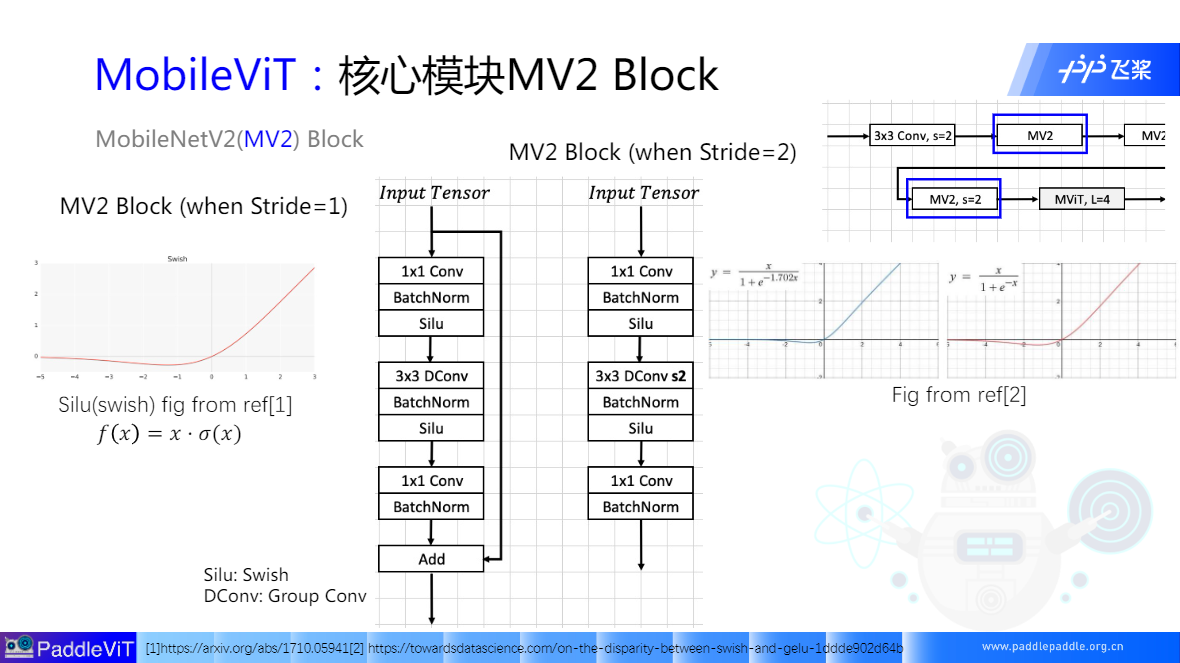 MobileViT：核心模块MV2 Block
飞桨
MobileNetV2(MV2) Block
MV2 Block (when Stride=1)
MV2 Block (when Stride=2)
3x3 Conv, s=2
MV2
MV2
MV2, s=2
MViT, L=4
Swish
3
2
1
0
−5 −4 −3 −2 −1 0 1 2 3
Silu(swish) fig from ref[1]
f(x) = x · σ(x)
Input Tensor
1x1 Conv
BatchNorm
Silu
3x3 DConv
BatchNorm
Silu
1x1 Conv
BatchNorm
Add
Input Tensor
1x1 Conv
BatchNorm
Silu
3x3 DConv s2
BatchNorm
Silu
1x1 Conv
BatchNorm
y = x / 1 + e^−1.702x
y = x / 1 + e^−x
Fig from ref[2]
Silu: Swish
DConv: Group Conv
PaddleViT
[1]https://arxiv.org/abs/1710.05941[2] https://towardsdatascience.com/on-the-disparity-between-swish-and-gelu-1ddde902d64b
www.paddlepaddle.org.cn